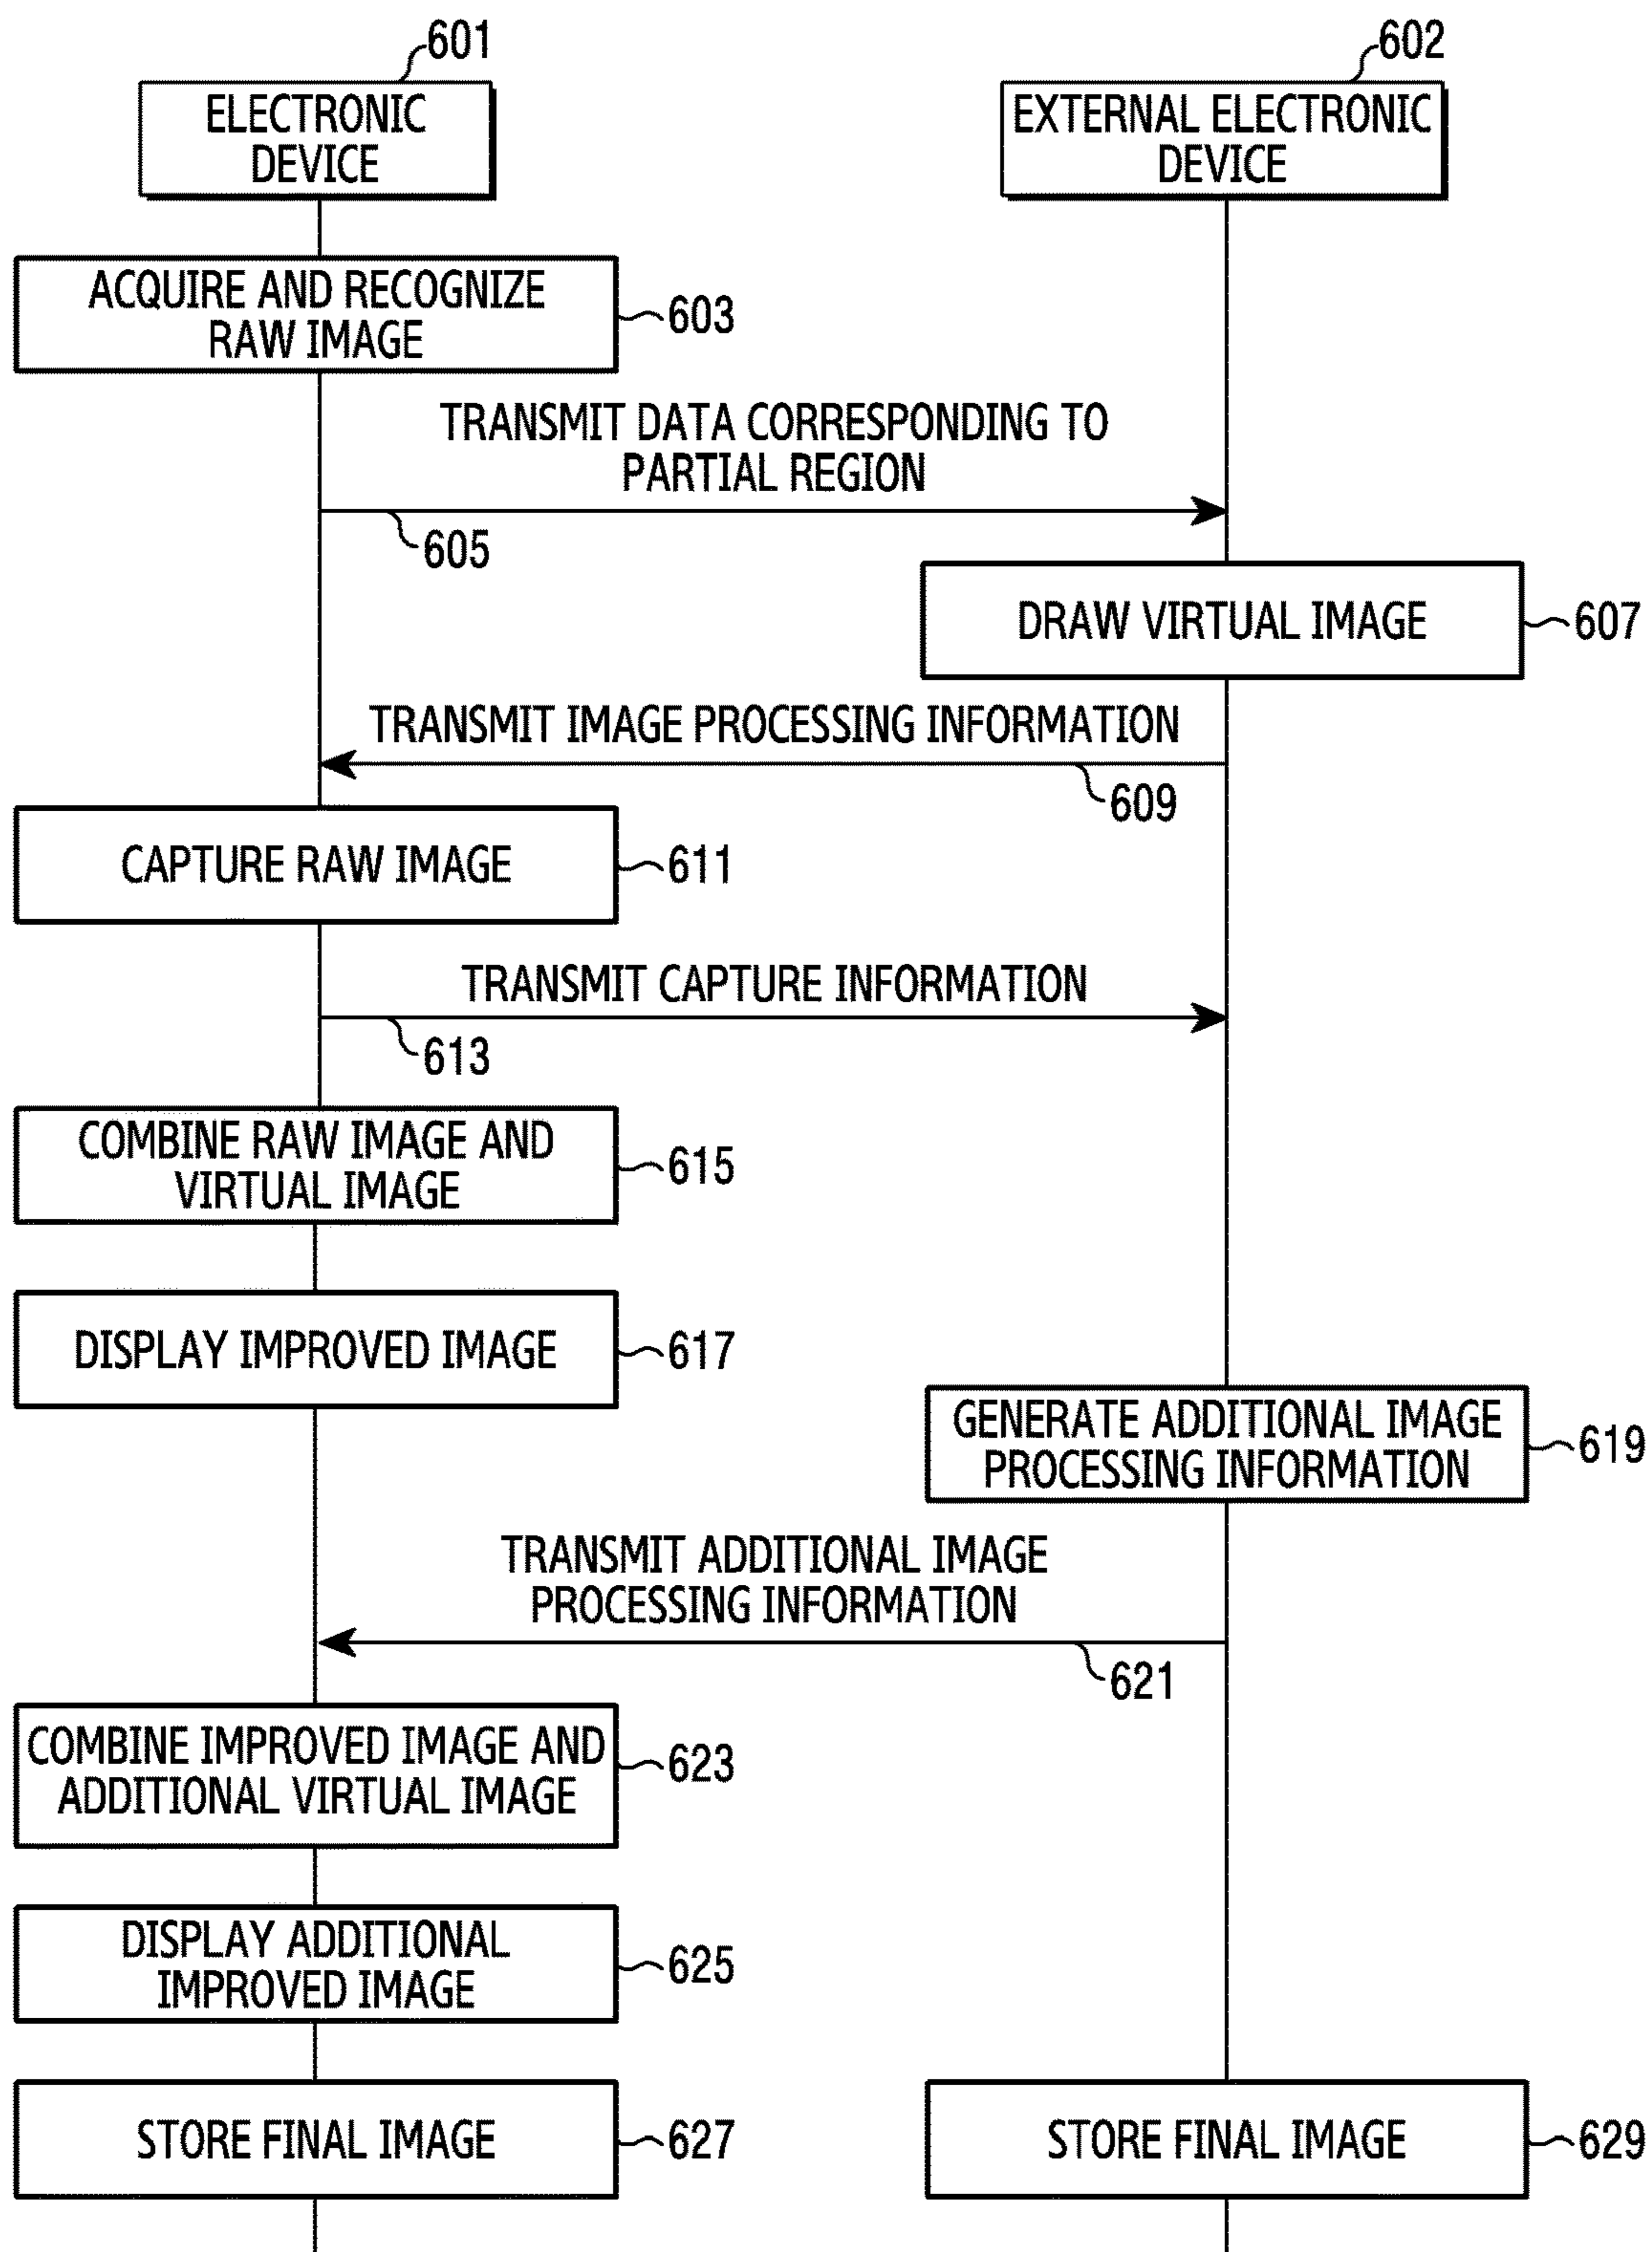 601
602
ELECTRONIC
DEVICE
EXTERNAL ELECTRONIC
DEVICE
ACQUIRE AND RECOGNIZE
RAW IMAGE
603
TRANSMIT DATA CORRESPONDING TO
PARTIAL REGION
605
DRAW VIRTUAL IMAGE
607
TRANSMIT IMAGE PROCESSING INFORMATION
609
CAPTURE RAW IMAGE
611
TRANSMIT CAPTURE INFORMATION
613
COMBINE RAW IMAGE AND
VIRTUAL IMAGE
615
DISPLAY IMPROVED IMAGE
617
GENERATE ADDITIONAL IMAGE
PROCESSING INFORMATION
619
TRANSMIT ADDITIONAL IMAGE
PROCESSING INFORMATION
621
COMBINE IMPROVED IMAGE AND
ADDITIONAL VIRTUAL IMAGE
623
DISPLAY ADDITIONAL
IMPROVED IMAGE
625
STORE FINAL IMAGE
627
STORE FINAL IMAGE
629